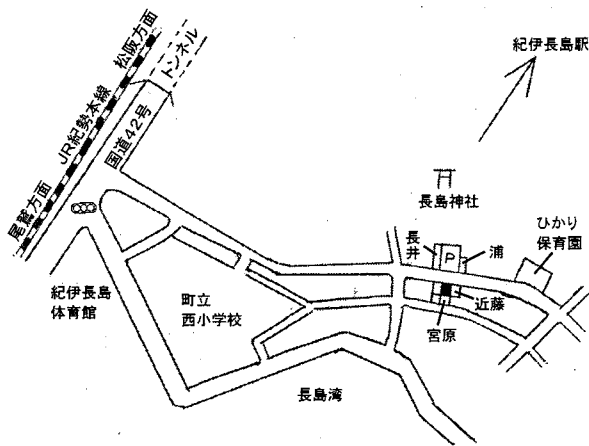 松阪方面
トンネル
JR紀勢本線
国道42号
尾鷲方面
紀伊長島駅
長島神社
ひかり
保育園
長井
P
浦
近藤
宮原
紀伊長島
体育館
町立
西小学校
長島湾